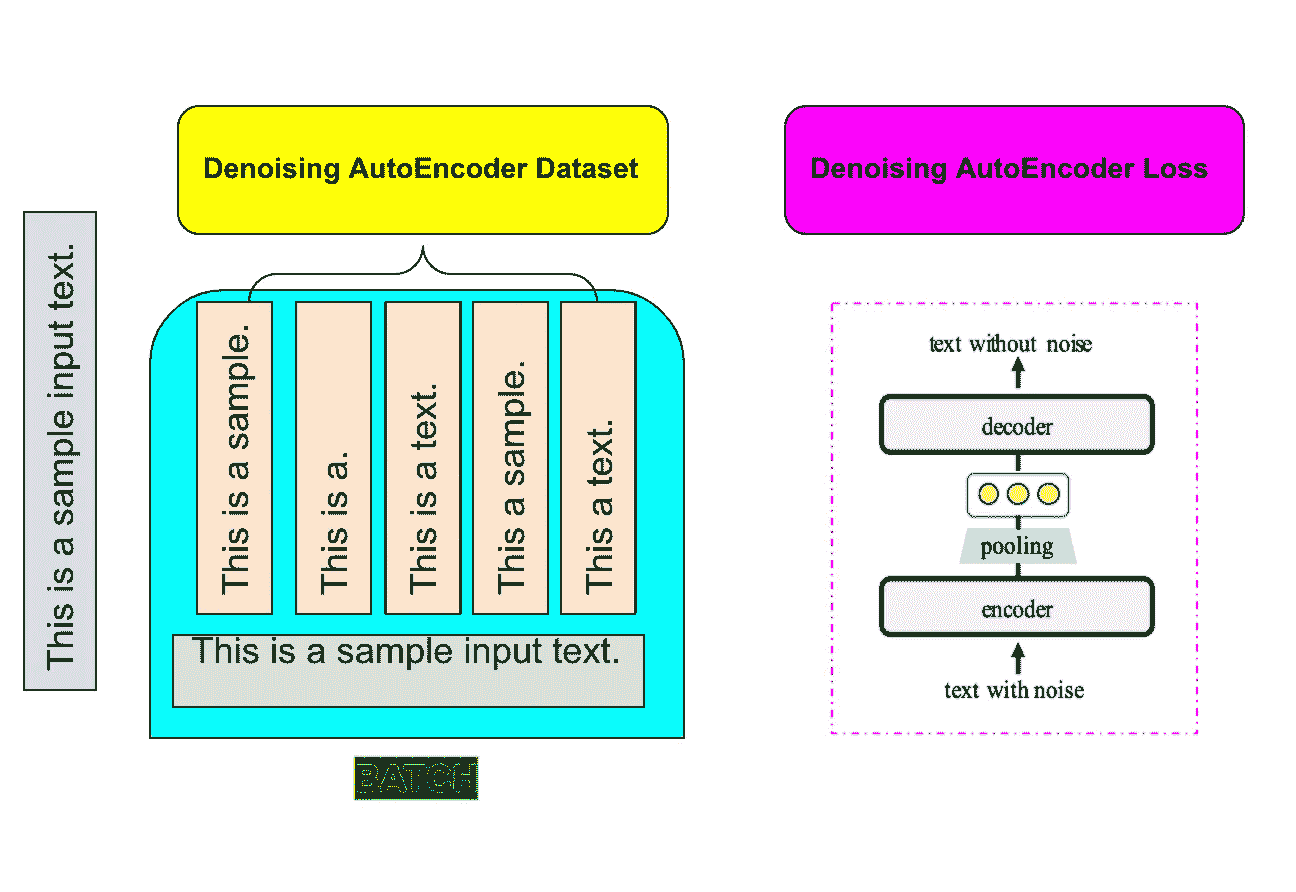 Denoising AutoEncoder Dataset
Denoising AutoEncoder Loss
This is a sample input text.
This is a sample.
This is a.
This is a text.
This a sample.
This a text.
This is a sample input text.
BATCH
text without noise
decoder
pooling
encoder
text with noise